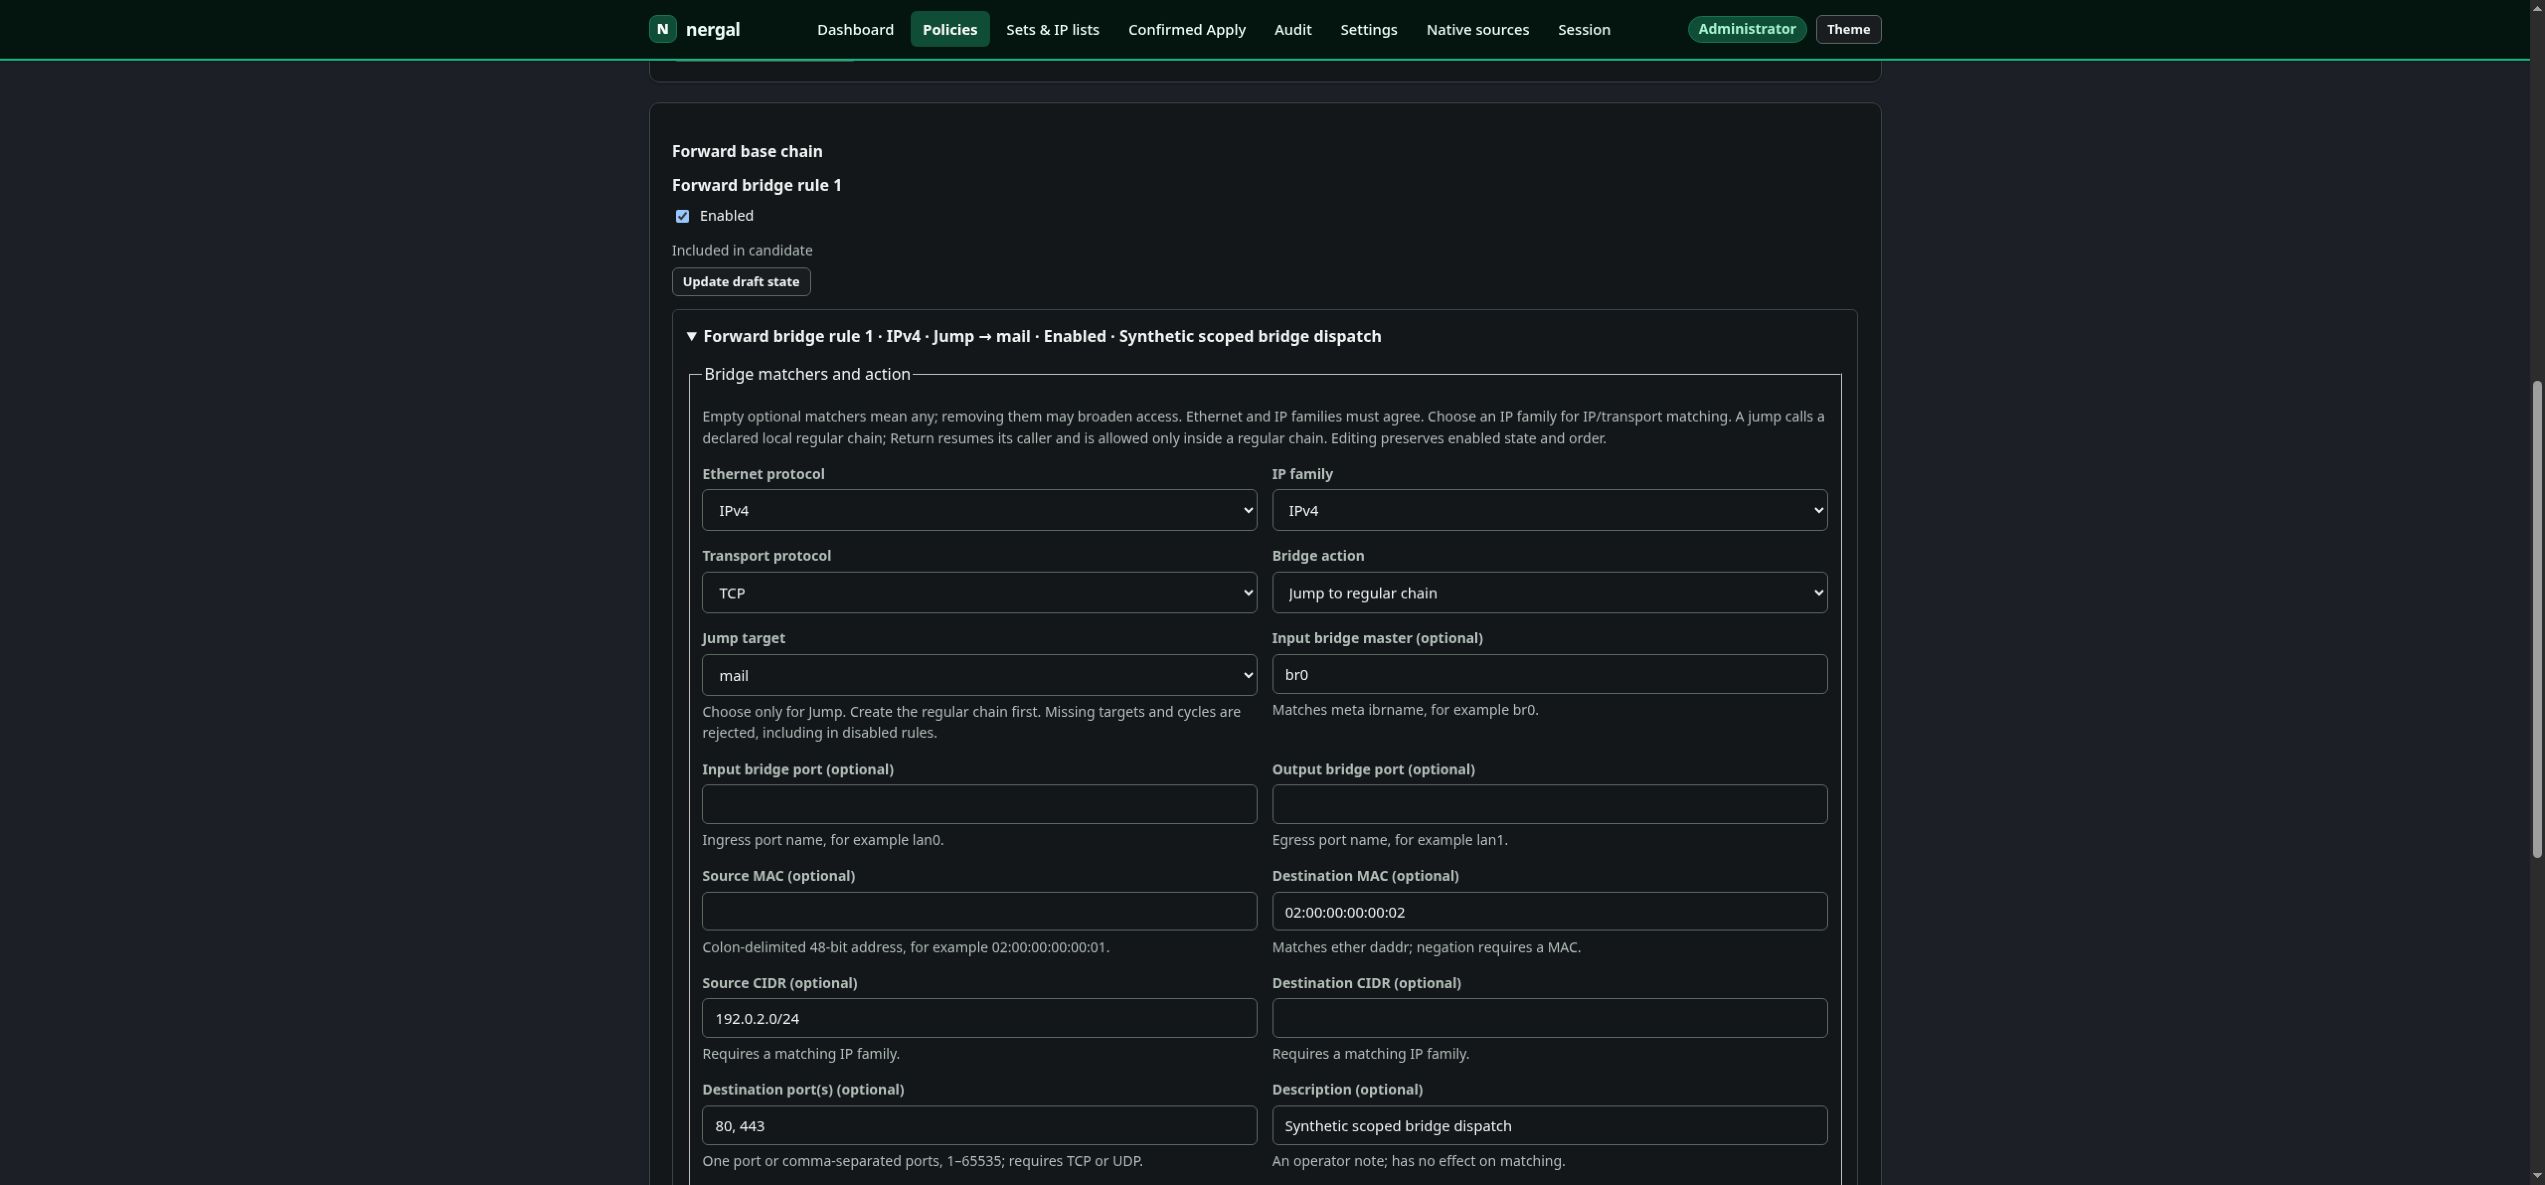 N nergal Dashboard Policies Sets & IP lists Confirmed Apply Audit Settings Native sources Session Administrator Theme
Forward base chain
Forward bridge rule 1
Enabled
Included in candidate
Update draft state
▼ Forward bridge rule 1 · IPv4 · Jump → mail · Enabled · Synthetic scoped bridge dispatch
Bridge matchers and action
Empty optional matchers mean any; removing them may broaden access. Ethernet and IP families must agree. Choose an IP family for IP/transport matching. A jump calls a
declared local regular chain; Return resumes its caller and is allowed only inside a regular chain. Editing preserves enabled state and order.
Ethernet protocol IP family
IPv4 IPv4
Transport protocol Bridge action
TCP Jump to regular chain
Jump target Input bridge master (optional)
mail br0
Choose only for Jump. Create the regular chain first. Missing targets and cycles are Matches meta ibrname, for example br0.
rejected, including in disabled rules.
Input bridge port (optional) Output bridge port (optional)
Ingress port name, for example lan0. Egress port name, for example lan1.
Source MAC (optional) Destination MAC (optional)
02:00:00:00:00:02
Colon-delimited 48-bit address, for example 02:00:00:00:00:01. Matches ether daddr; negation requires a MAC.
Source CIDR (optional) Destination CIDR (optional)
192.0.2.0/24
Requires a matching IP family. Requires a matching IP family.
Destination port(s) (optional) Description (optional)
80, 443 Synthetic scoped bridge dispatch
One port or comma-separated ports, 1–65535; requires TCP or UDP. An operator note; has no effect on matching.